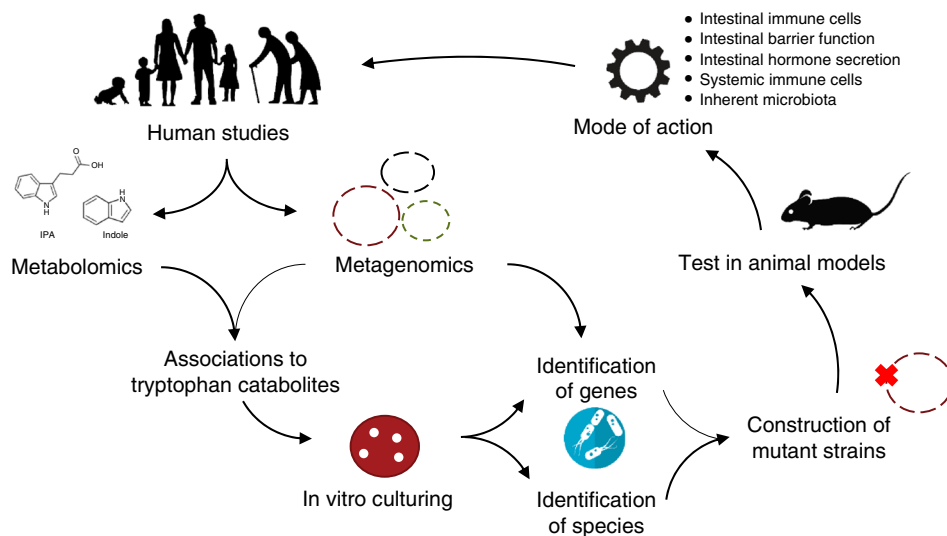 Intestinal immune cells
Intestinal barrier function
Intestinal hormone secretion
Systemic immune cells
Inherent microbiota
Mode of action
Human studies
O
OH
N
H
IPA
H
N
Indole
Metabolomics
Metagenomics
Test in animal models
Associations to
tryptophan catabolites
Identification
of genes
In vitro culturing
Identification
of species
Construction of
mutant strains